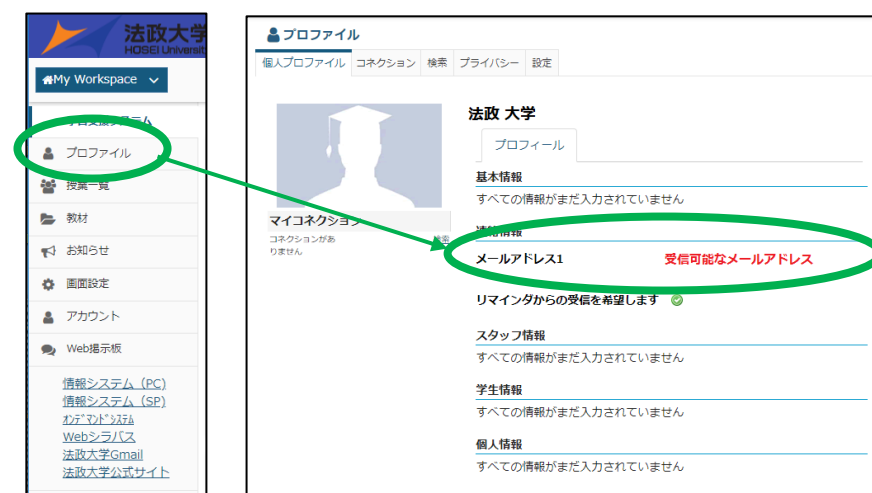 法政大学
HOSEI Universit
My Workspace
プロファイル
授業一覧
教材
お知らせ
画面設定
アカウント
Web掲示板
情報システム（PC）
情報システム（SP）
ｵﾝﾃﾞﾏﾝﾄﾞｼｽﾃﾑ
Webシラバス
法政大学Gmail
法政大学公式サイト
プロファイル
個人プロファイル コネクション 検索 プライバシー 設定
法政 大学
プロフィール
基本情報
すべての情報がまだ入力されていません
マイコネクション
コネクションがあ
りません
検索
連絡情報
メールアドレス1 受信可能なメールアドレス
リマインダからの受信を希望します
スタッフ情報
すべての情報がまだ入力されていません
学生情報
すべての情報がまだ入力されていません
個人情報
すべての情報がまだ入力されていません